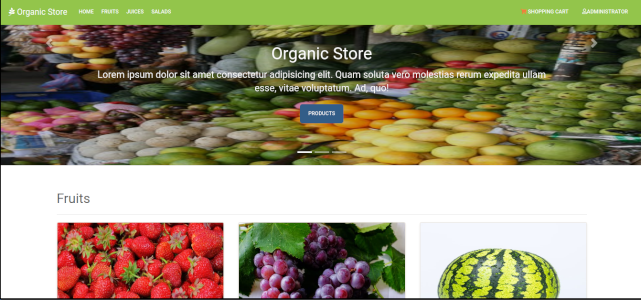 Organic Store HOME FRUITS JUICES SALADS SHOPPING CART ADMINISTRATOR
Organic Store
Lorem ipsum dolor sit amet consectetur adipisicing elit. Quam soluta vero molestias rerum expedita ullam
esse, vitae voluptatum. Ad, quo!
PRODUCTS
Fruits